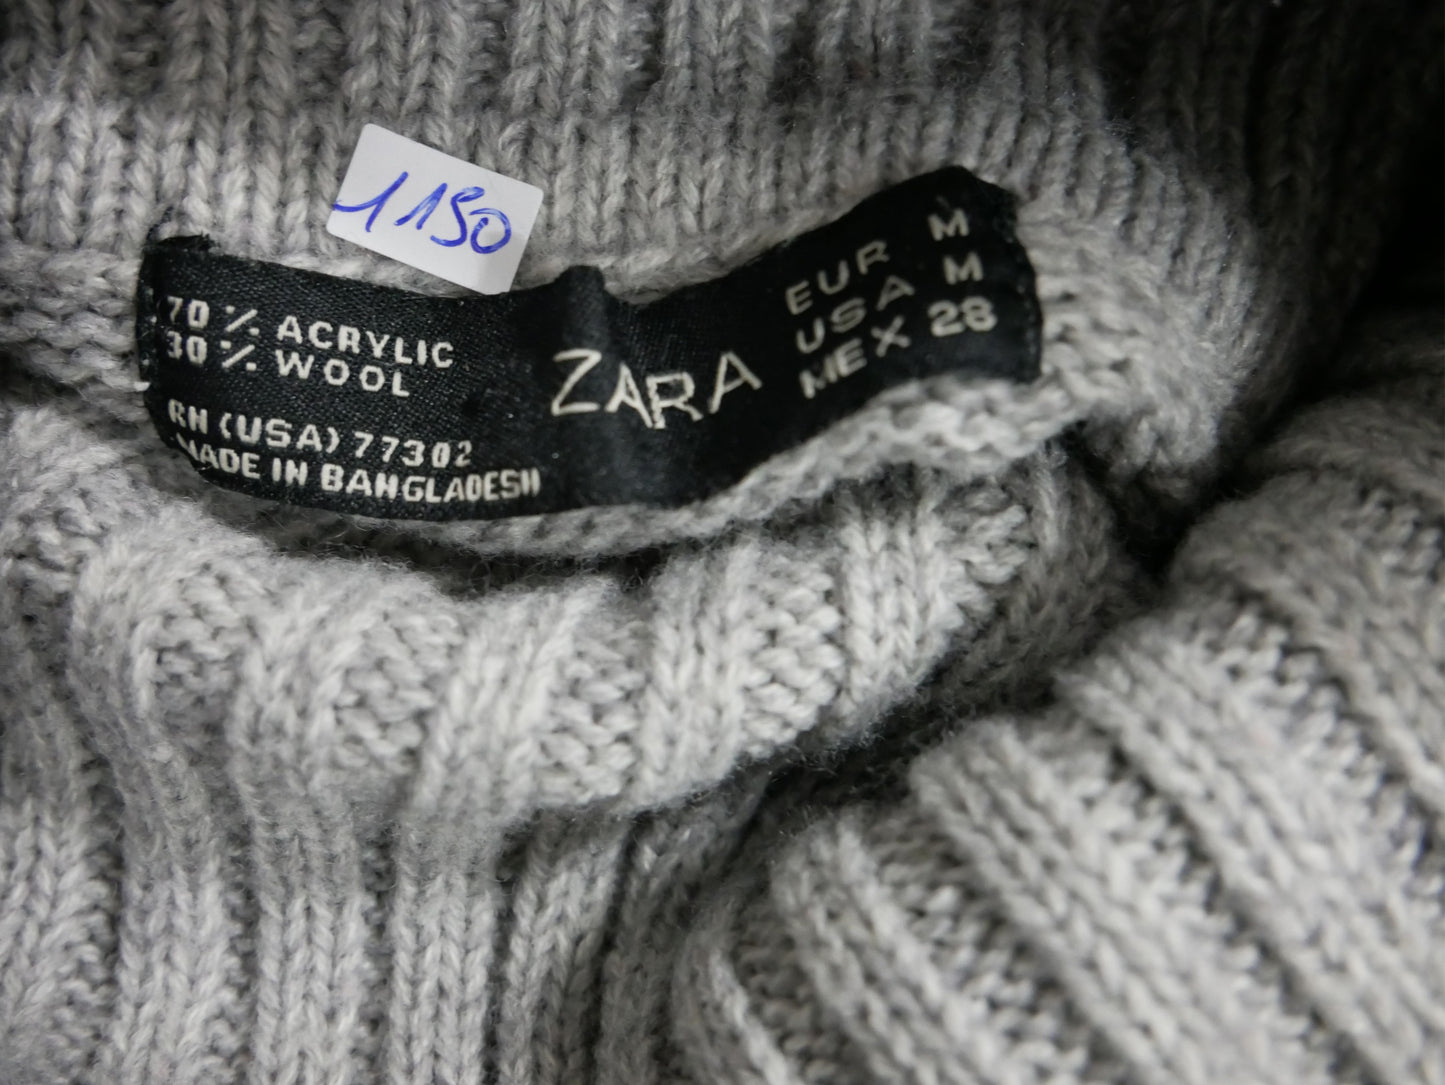 1150
70 % ACRYLIC
30 % WOOL
RN (USA) 77302
MADE IN BANGLADESH
ZARA
EUR M
USA M
MEX 28